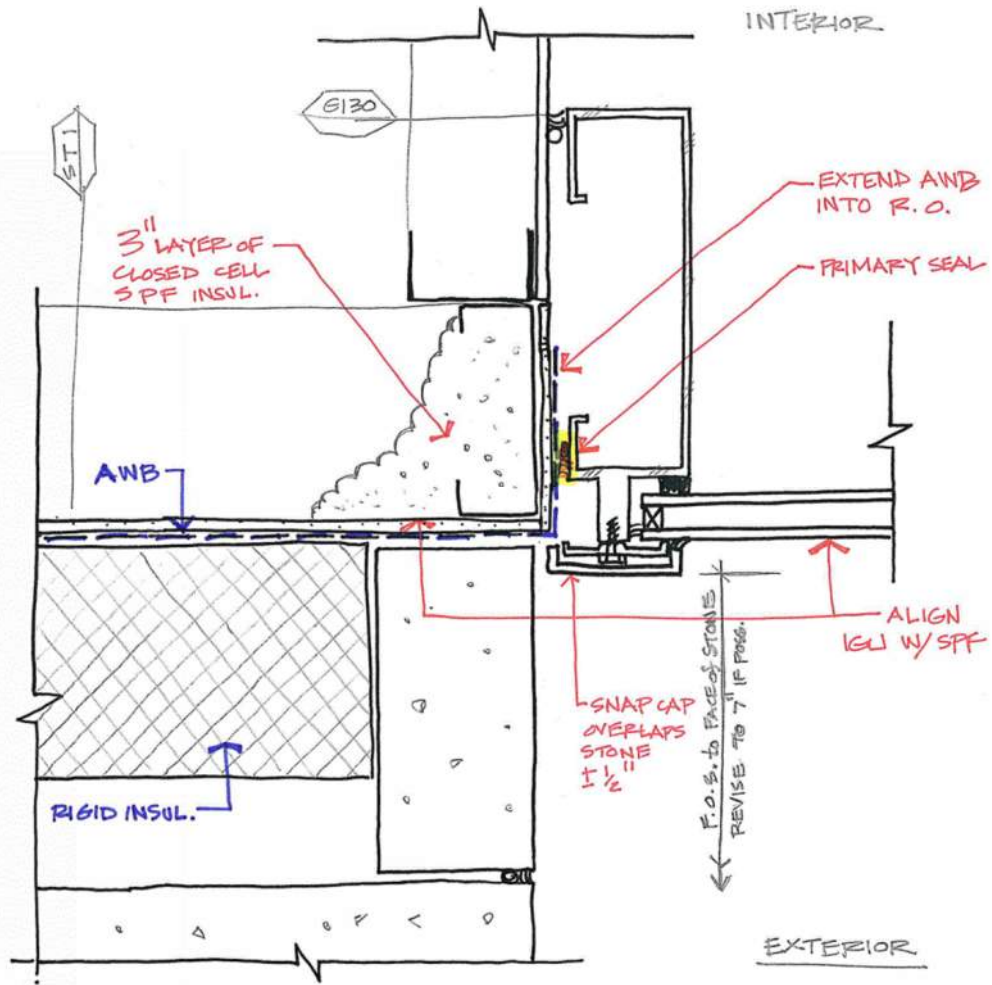 INTERIOR
G130
ST1
EXTEND AWB
INTO R.O.
3" LAYER OF
CLOSED CELL
SPF INSUL.
PRIMARY SEAL
AWB
ALIGN
IGU W/ SPF
SNAP CAP
OVERLAPS
STONE
± 1/2"
F.O.S. to FACE of STONE
REVISE TO 7" IF POSS.
RIGID INSUL.
EXTERIOR